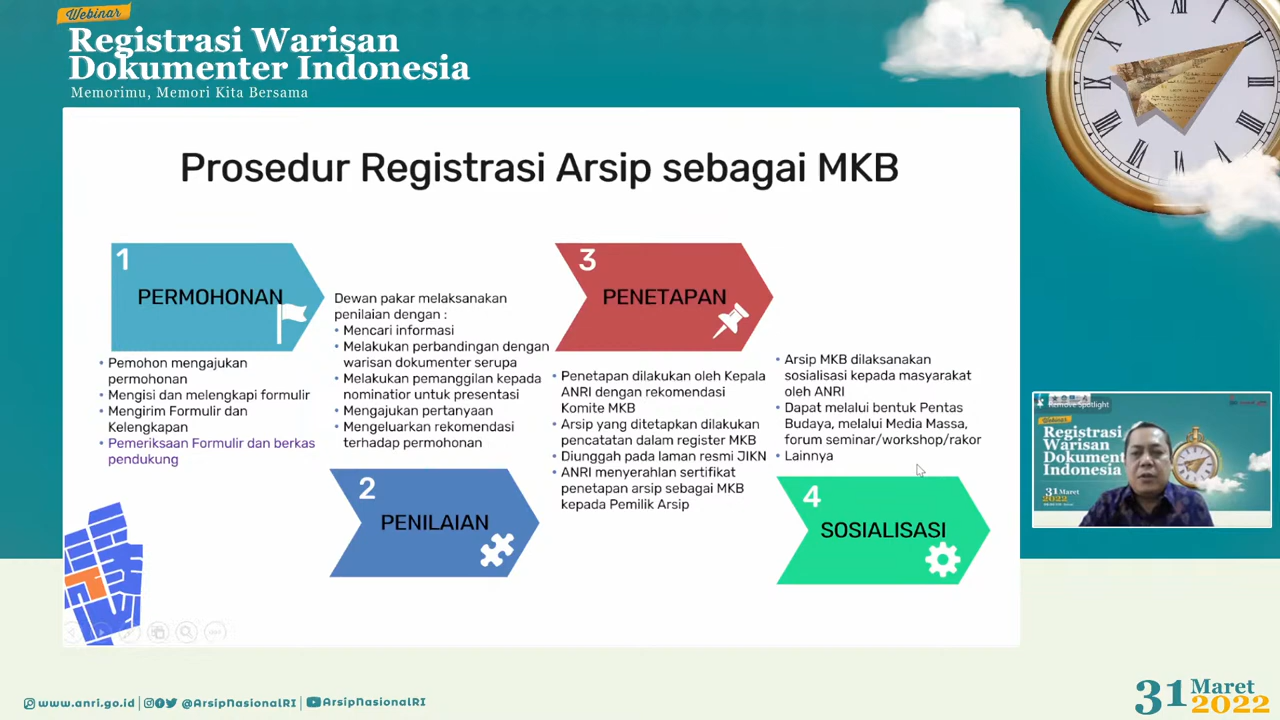 Webinar
Registrasi Warisan
Dokumenter Indonesia
Memorimu, Memori Kita Bersama
Prosedur Registrasi Arsip sebagai MKB
1
PERMOHONAN
• Pemohon mengajukan
permohonan
• Mengisi dan melengkapi formulir
• Mengirim Formulir dan
Kelengkapan
• Pemeriksaan Formulir dan berkas
pendukung
Dewan pakar melaksanakan
penilaian dengan :
• Mencari informasi
• Melakukan perbandingan dengan
warisan dokumenter serupa
• Melakukan pemanggilan kepada
nominatior untuk presentasi
• Mengajukan pertanyaan
• Mengeluarkan rekomendasi
terhadap permohonan
2
PENILAIAN
3
PENETAPAN
• Penetapan dilakukan oleh Kepala
ANRI dengan rekomendasi
Komite MKB
• Arsip yang ditetapkan dilakukan
pencatatan dalam register MKB
• Diunggah pada laman resmi JIKN
• ANRI menyerahlan sertifikat
penetapan arsip sebagai MKB
kepada Pemilik Arsip
• Arsip MKB dilaksanakan
sosialisasi kepada masyarakat
oleh ANRI
• Dapat melalui bentuk Pentas
Budaya, melalui Media Massa,
forum seminar/workshop/rakor
• Lainnya
4
SOSIALISASI
Remove Spotlight
Webinar
Registrasi
Warisan
Dokument
Indonesia
31 Maret
2022
www.anri.go.id | @ArsipNasionalRI | ArsipNasionalRI
31 Maret
2022